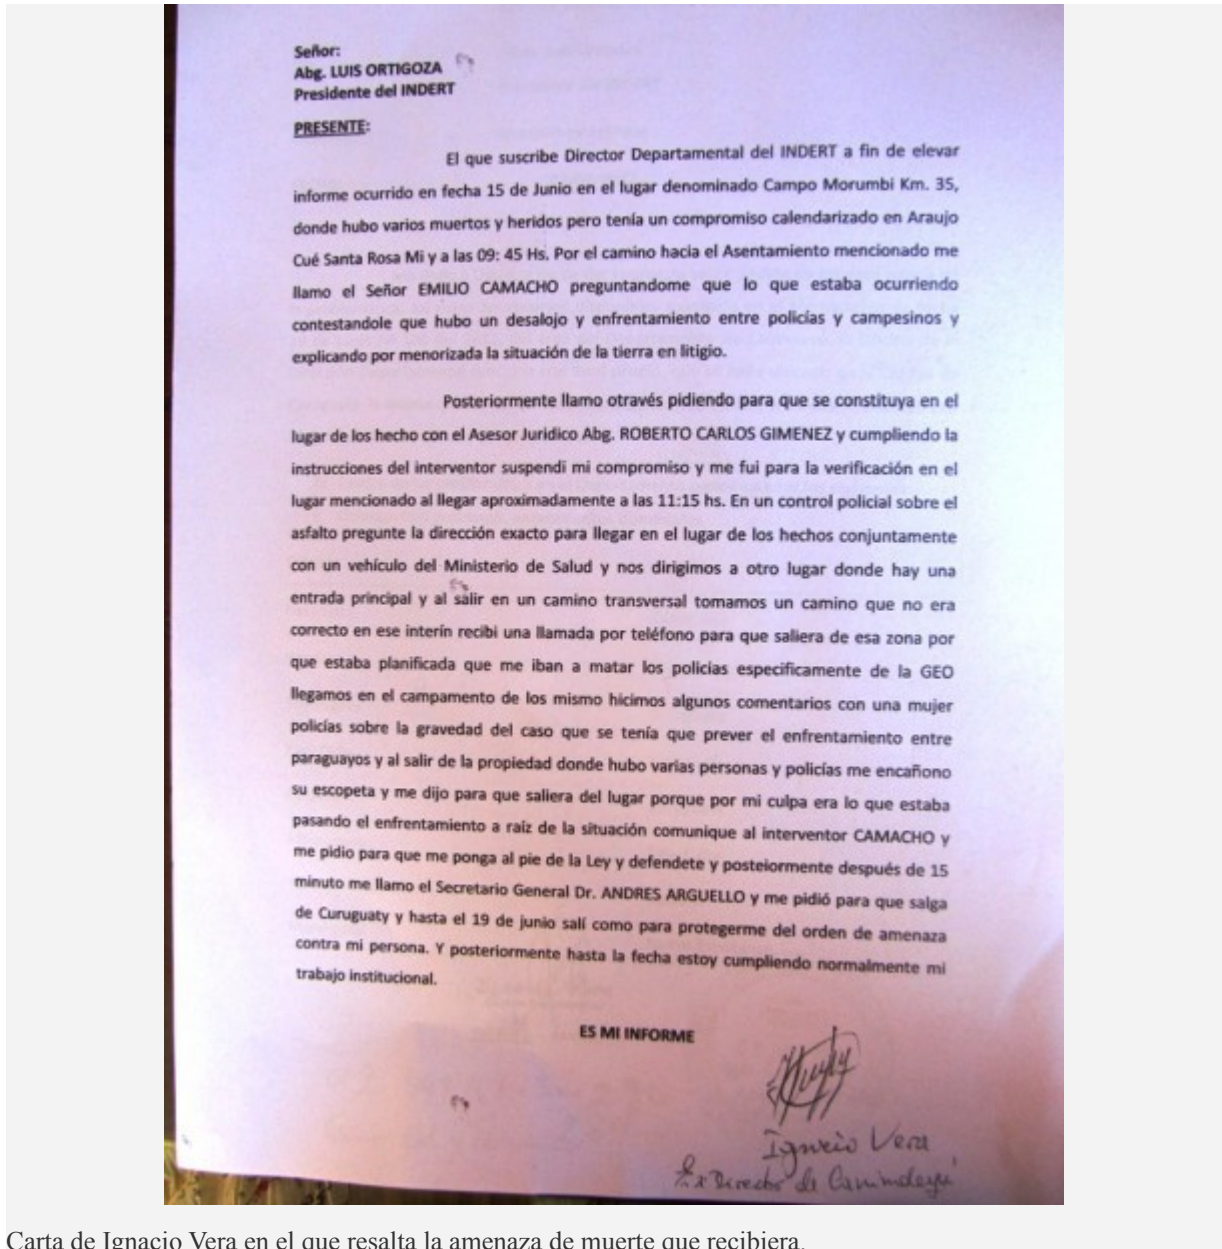 Señor:
Abg. LUIS ORTIGOZA
Presidente del INDERT
PRESENTE:
El que suscribe Director Departamental del INDERT a fin de elevar
informe ocurrido en fecha 15 de Junio en el lugar denominado Campo Morumbi Km. 35,
donde hubo varios muertos y heridos pero tenía un compromiso calendarizado en Araujo
Cué Santa Rosa Mi y a las 09: 45 Hs. Por el camino hacia el Asentamiento mencionado me
llamo el Señor EMILIO CAMACHO preguntandome que lo que estaba ocurriendo
contestandole que hubo un desalojo y enfrentamiento entre policías y campesinos y
explicando por menorizada la situación de la tierra en litigio.
Posteriormente llamo otravés pidiendo para que se constituya en el
lugar de los hecho con el Asesor Juridico Abg. ROBERTO CARLOS GIMENEZ y cumpliendo la
instrucciones del interventor suspendi mi compromiso y me fui para la verificación en el
lugar mencionado al llegar aproximadamente a las 11:15 hs. En un control policial sobre el
asfalto pregunte la dirección exacto para llegar en el lugar de los hechos conjuntamente
con un vehículo del Ministerio de Salud y nos dirigimos a otro lugar donde hay una
entrada principal y al salir en un camino transversal tomamos un camino que no era
correcto en ese interín recibi una llamada por teléfono para que saliera de esa zona por
que estaba planificada que me iban a matar los policias especificamente de la GEO
llegamos en el campamento de los mismo hicimos algunos comentarios con una mujer
policías sobre la gravedad del caso que se tenía que prever el enfrentamiento entre
paraguayos y al salir de la propiedad donde hubo varias personas y policías me encañono
su escopeta y me dijo para que saliera del lugar porque por mi culpa era lo que estaba
pasando el enfrentamiento a raíz de la situación comunique al interventor CAMACHO y
me pidio para que me ponga al pie de la Ley y defendete y posteiormente después de 15
minuto me llamo el Secretario General Dr. ANDRES ARGUELLO y me pidió para que salga
de Curuguaty y hasta el 19 de junio salí como para protegerme del orden de amenaza
contra mi persona. Y posteriormente hasta la fecha estoy cumpliendo normalmente mi
trabajo institucional.
ES MI INFORME
Ignacio Vera
Ex Director de Canindeyú
Carta de Ignacio Vera en el que resalta la amenaza de muerte que recibiera.